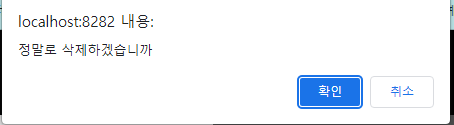 localhost:8282 내용:
정말로 삭제하겠습니까
확인 취소